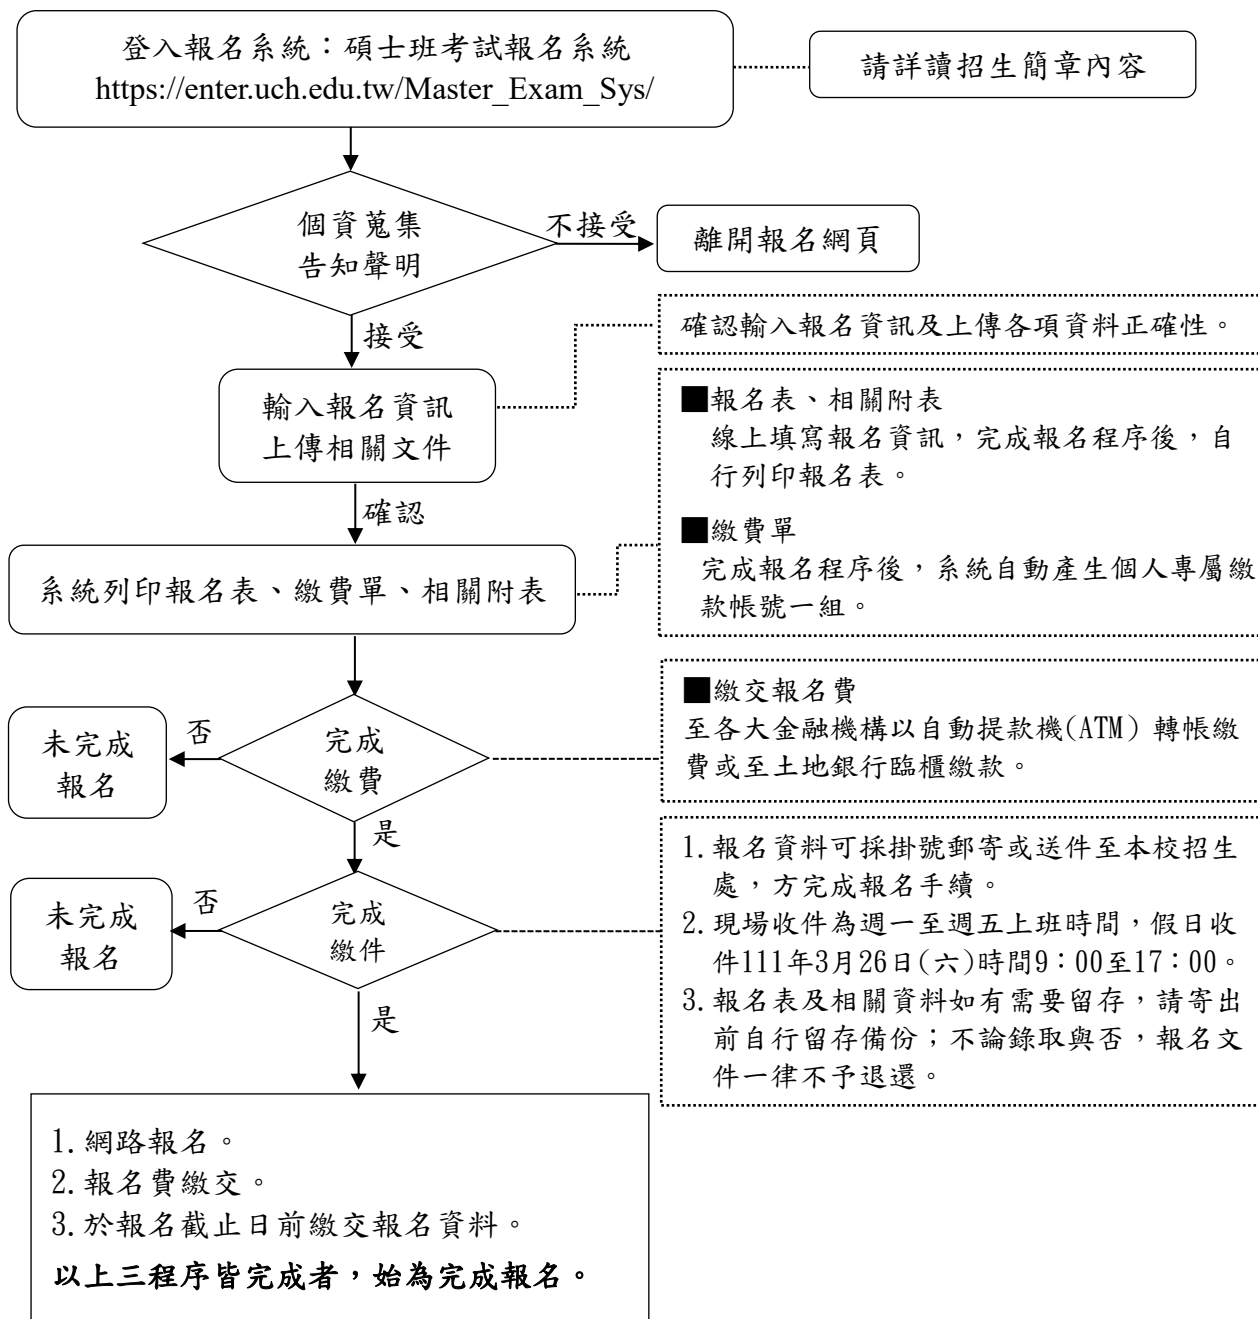 登入報名系統：碩士班考試報名系統
https://enter.uch.edu.tw/Master_Exam_Sys/
請詳讀招生簡章內容
個資蒐集
告知聲明
不接受
離開報名網頁
接受
確認輸入報名資訊及上傳各項資料正確性。
輸入報名資訊
上傳相關文件
■報名表、相關附表
線上填寫報名資訊，完成報名程序後，自
行列印報名表。
確認
■繳費單
完成報名程序後，系統自動產生個人專屬繳
款帳號一組。
系統列印報名表、繳費單、相關附表
■繳交報名費
至各大金融機構以自動提款機(ATM) 轉帳繳
費或至土地銀行臨櫃繳款。
完成
繳費
否
未完成
報名
是
1.報名資料可採掛號郵寄或送件至本校招生
處，方完成報名手續。
2.現場收件為週一至週五上班時間，假日收
件111年3月26日(六)時間9：00至17：00。
3.報名表及相關資料如有需要留存，請寄出
前自行留存備份；不論錄取與否，報名文
件一律不予退還。
完成
繳件
否
未完成
報名
是
1.網路報名。
2.報名費繳交。
3.於報名截止日前繳交報名資料。
以上三程序皆完成者，始為完成報名。